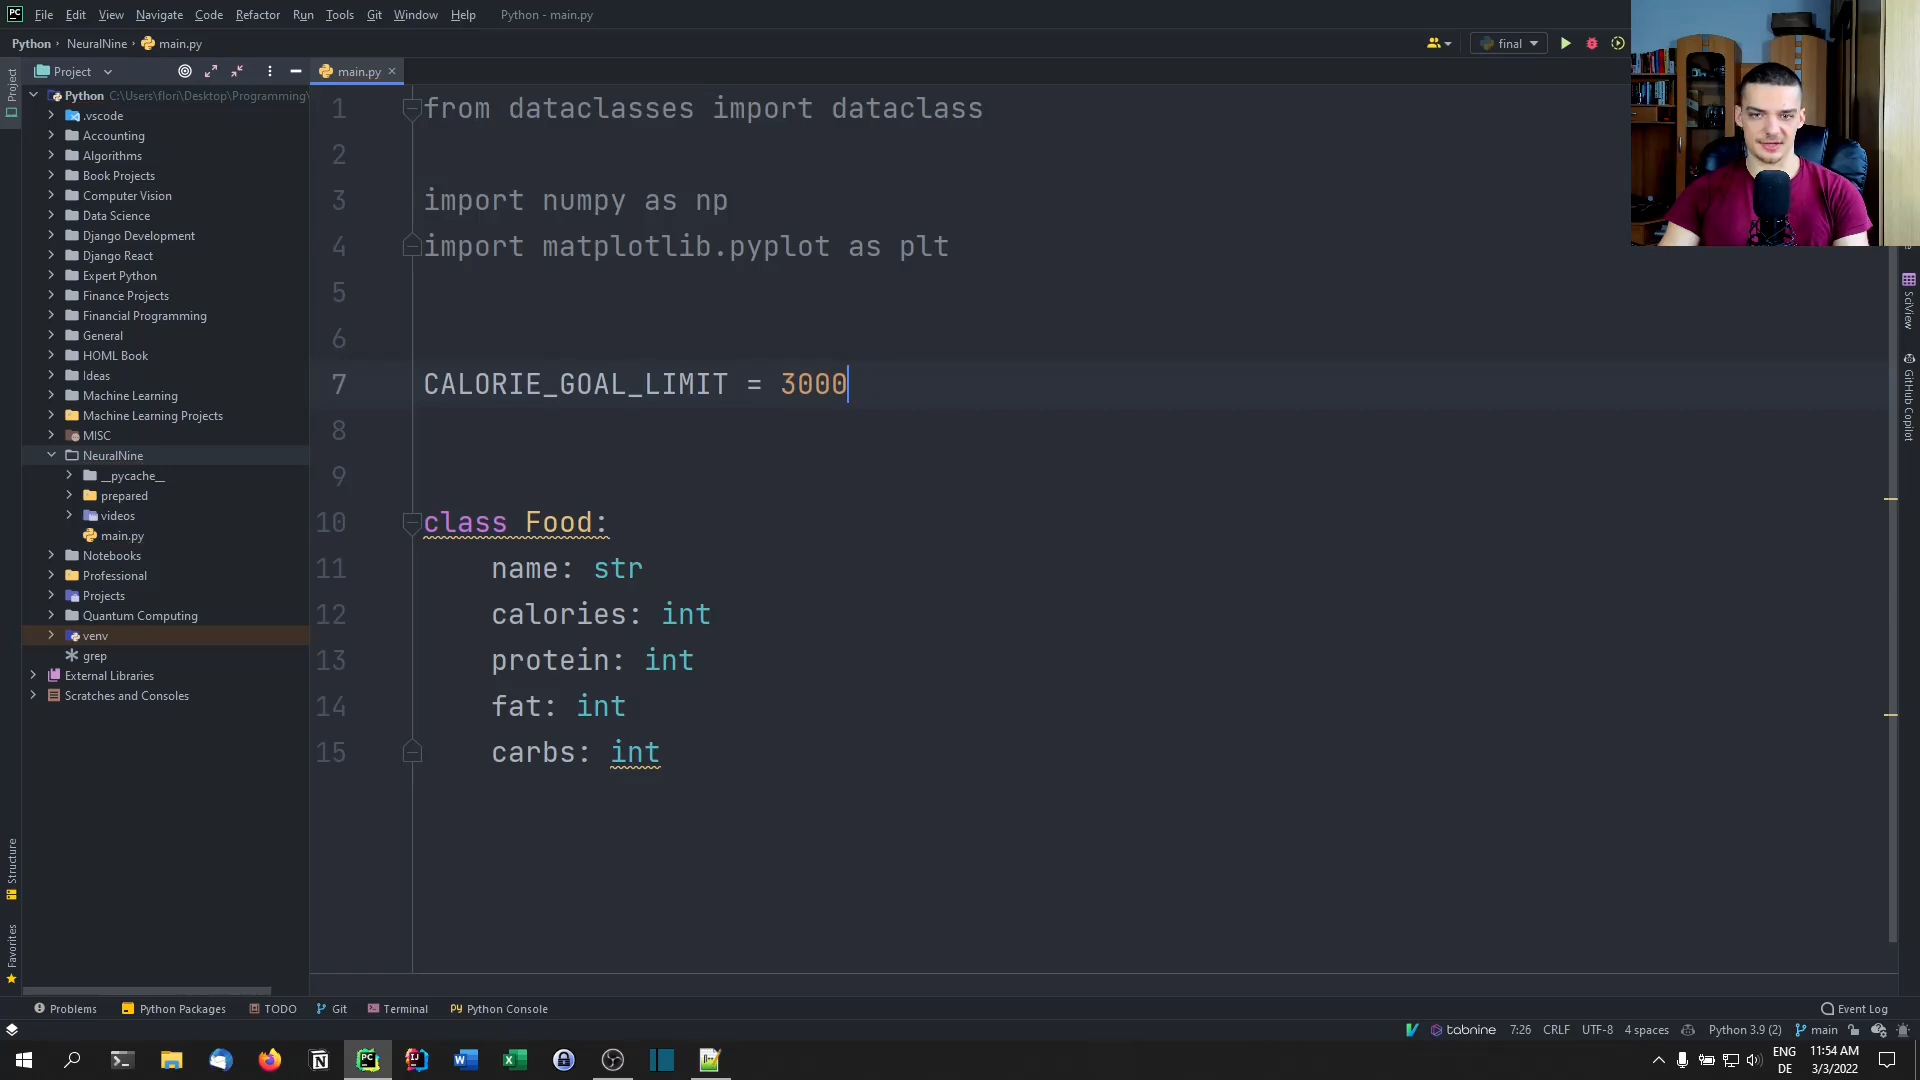 File Edit View Navigate Code Refactor Run Tools Git Window Help Python - main.py
Python NeuralNine main.py
final
Project
main.py
Project
Python C:\Users\flori\Desktop\Programming\
.vscode
Accounting
Algorithms
Book Projects
Computer Vision
Data Science
Django Development
Django React
Expert Python
Finance Projects
Financial Programming
General
HOML Book
Ideas
Machine Learning
Machine Learning Projects
MISC
NeuralNine
__pycache__
prepared
videos
main.py
Notebooks
Professional
Projects
Quantum Computing
venv
grep
External Libraries
Scratches and Consoles
Structure
Favorites
1 from dataclasses import dataclass
2
3 import numpy as np
4 import matplotlib.pyplot as plt
5
6
7 CALORIE_GOAL_LIMIT = 3000
8
9
10 class Food:
11 name: str
12 calories: int
13 protein: int
14 fat: int
15 carbs: int
SciView
GitHub Copilot
Problems Python Packages TODO Git Terminal Python Console Event Log
tabnine 7:26 CRLF UTF-8 4 spaces Python 3.9 (2) main
ENG 11:54 AM
DE 3/3/2022